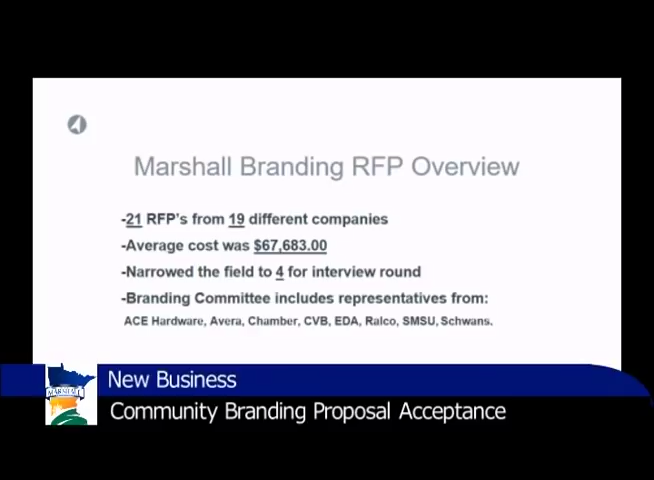 Marshall Branding RFP Overview
-21 RFP's from 19 different companies
-Average cost was $67,683.00
-Narrowed the field to 4 for interview round
-Branding Committee includes representatives from:
ACE Hardware, Avera, Chamber, CVB, EDA, Ralco, SMSU, Schwans.
New Business
MARSHALL
Community Branding Proposal Acceptance